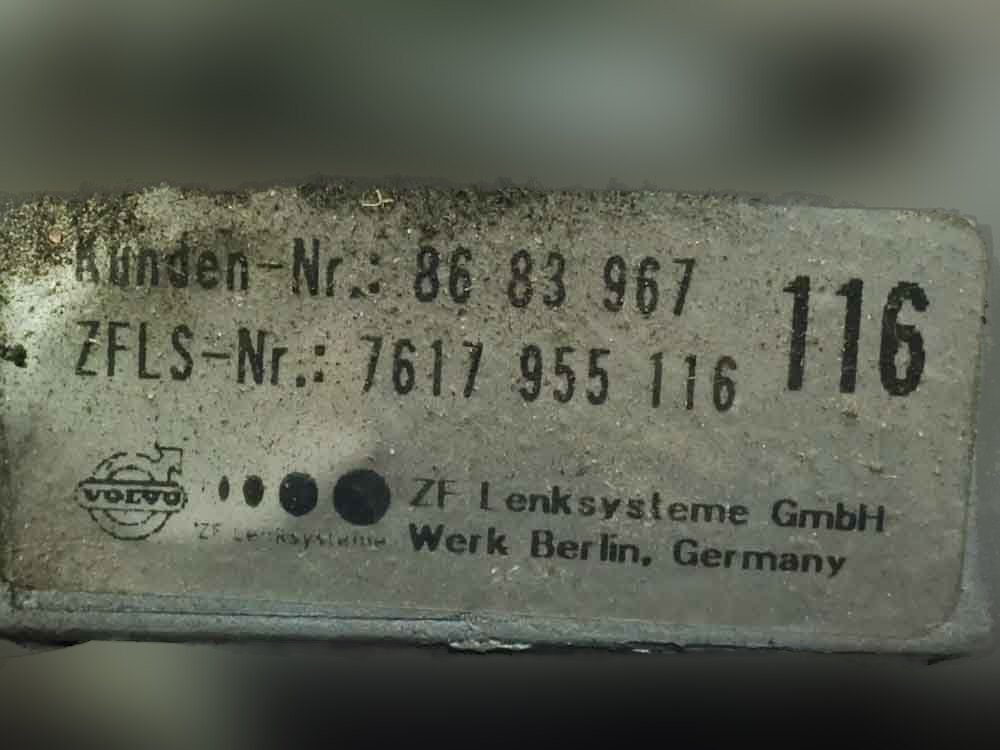 Kunden-Nr.: 86 83 967
116
ZFLS-Nr.: 7617 955 116
VOLVO
ZF Lenksysteme
ZF Lenksysteme GmbH
Werk Berlin, Germany